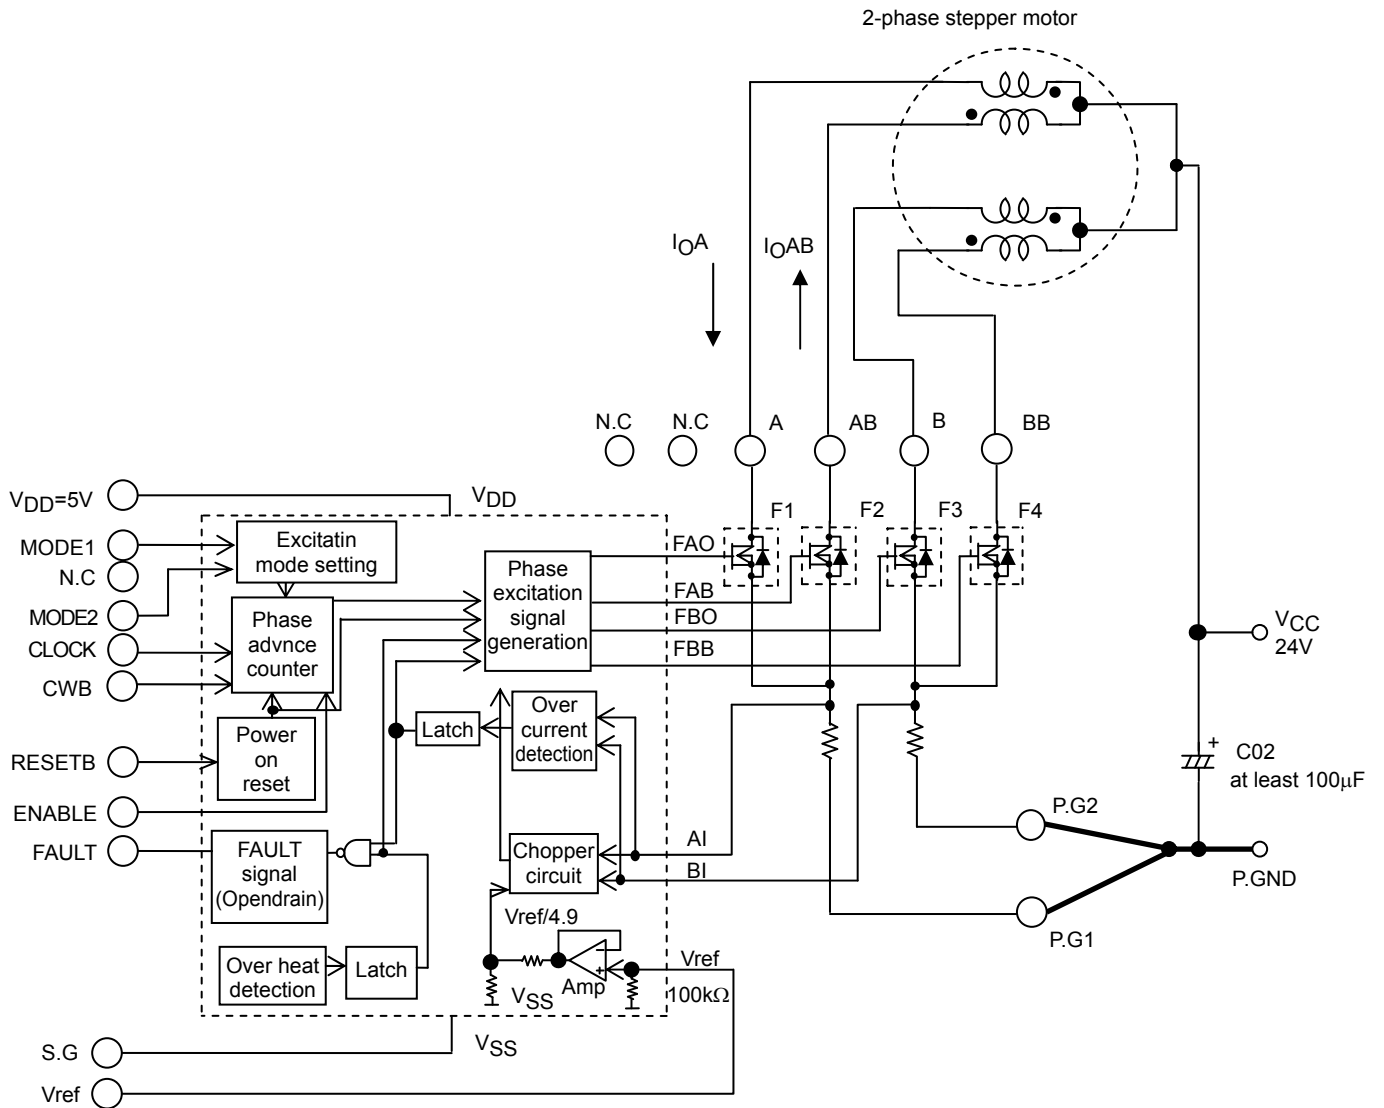 2-phase stepper motor
IOA
IOAB
N.C
N.C
A
AB
B
BB
VDD=5V
VDD
F1
F2
F3
F4
MODE1
Excitatin
mode setting
FAO
N.C
Phase
excitation
signal
generation
FAB
MODE2
Phase
advnce
counter
FBO
VCC
24V
CLOCK
FBB
CWB
Over
current
detection
Latch
Power
on
reset
RESETB
C02
at least 100µF
ENABLE
P.G2
FAULT
FAULT
signal
(Opendrain)
Chopper
circuit
AI
BI
P.GND
Vref/4.9
P.G1
Over heat
detection
Latch
–
+
Amp
Vref
100kΩ
VSS
S.G
VSS
Vref
+